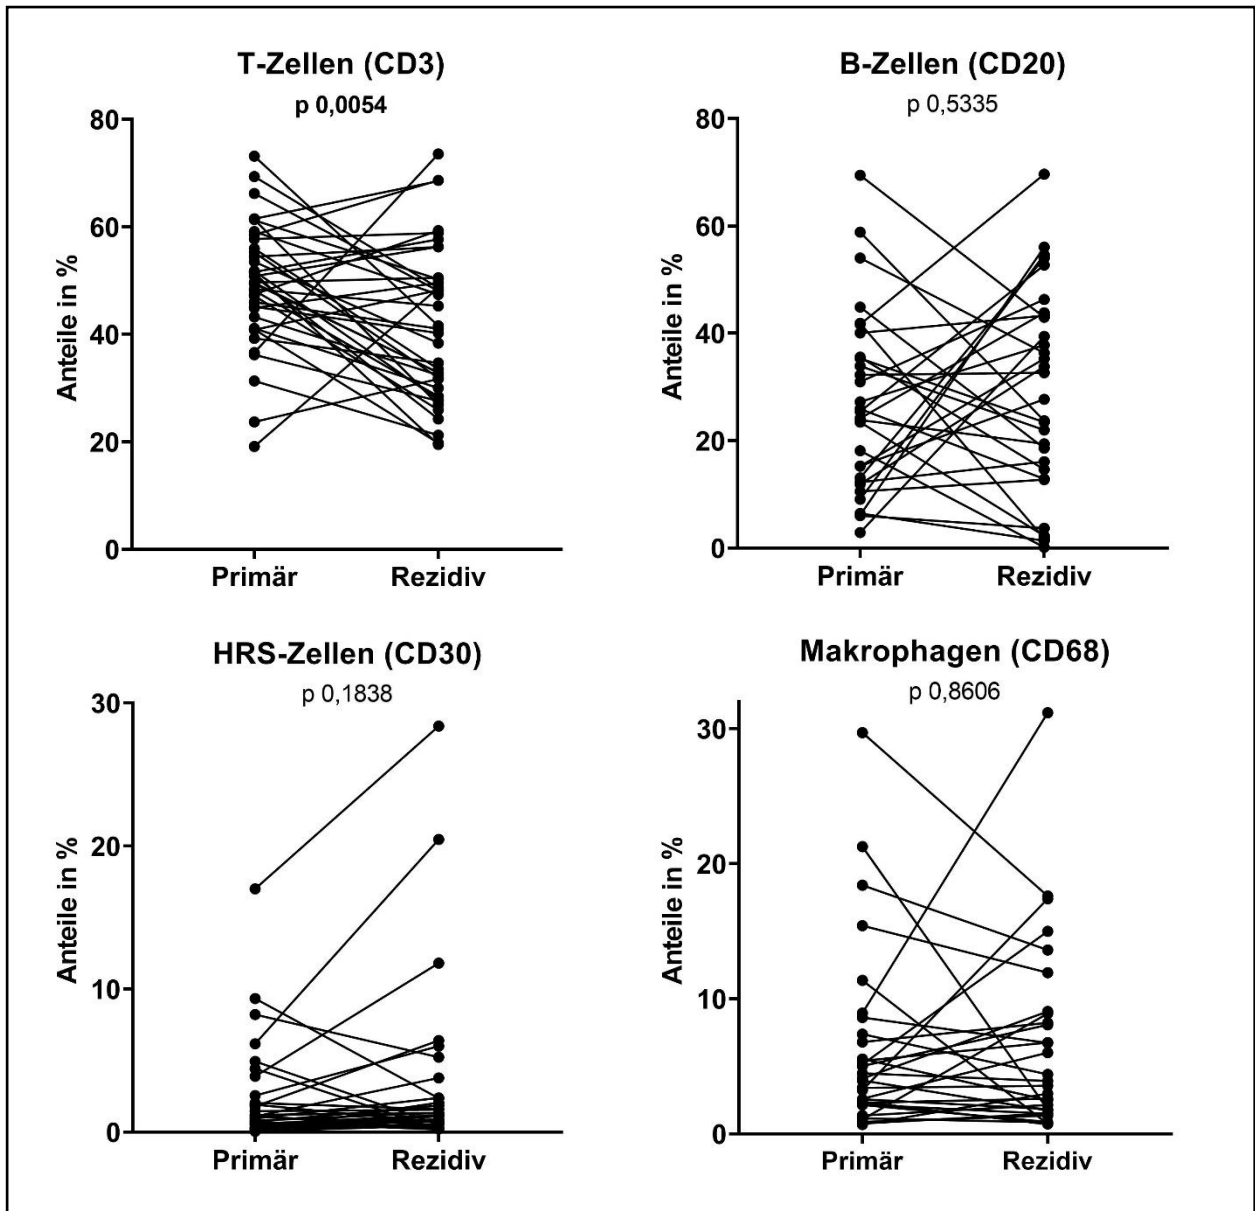 T-Zellen (CD3)
p 0,0054
80
60
40
20
0
Anteile in %
Primär Rezidiv
B-Zellen (CD20)
p 0,5335
80
60
40
20
0
Anteile in %
Primär Rezidiv
HRS-Zellen (CD30)
p 0,1838
30
20
10
0
Anteile in %
Primär Rezidiv
Makrophagen (CD68)
p 0,8606
30
20
10
0
Anteile in %
Primär Rezidiv